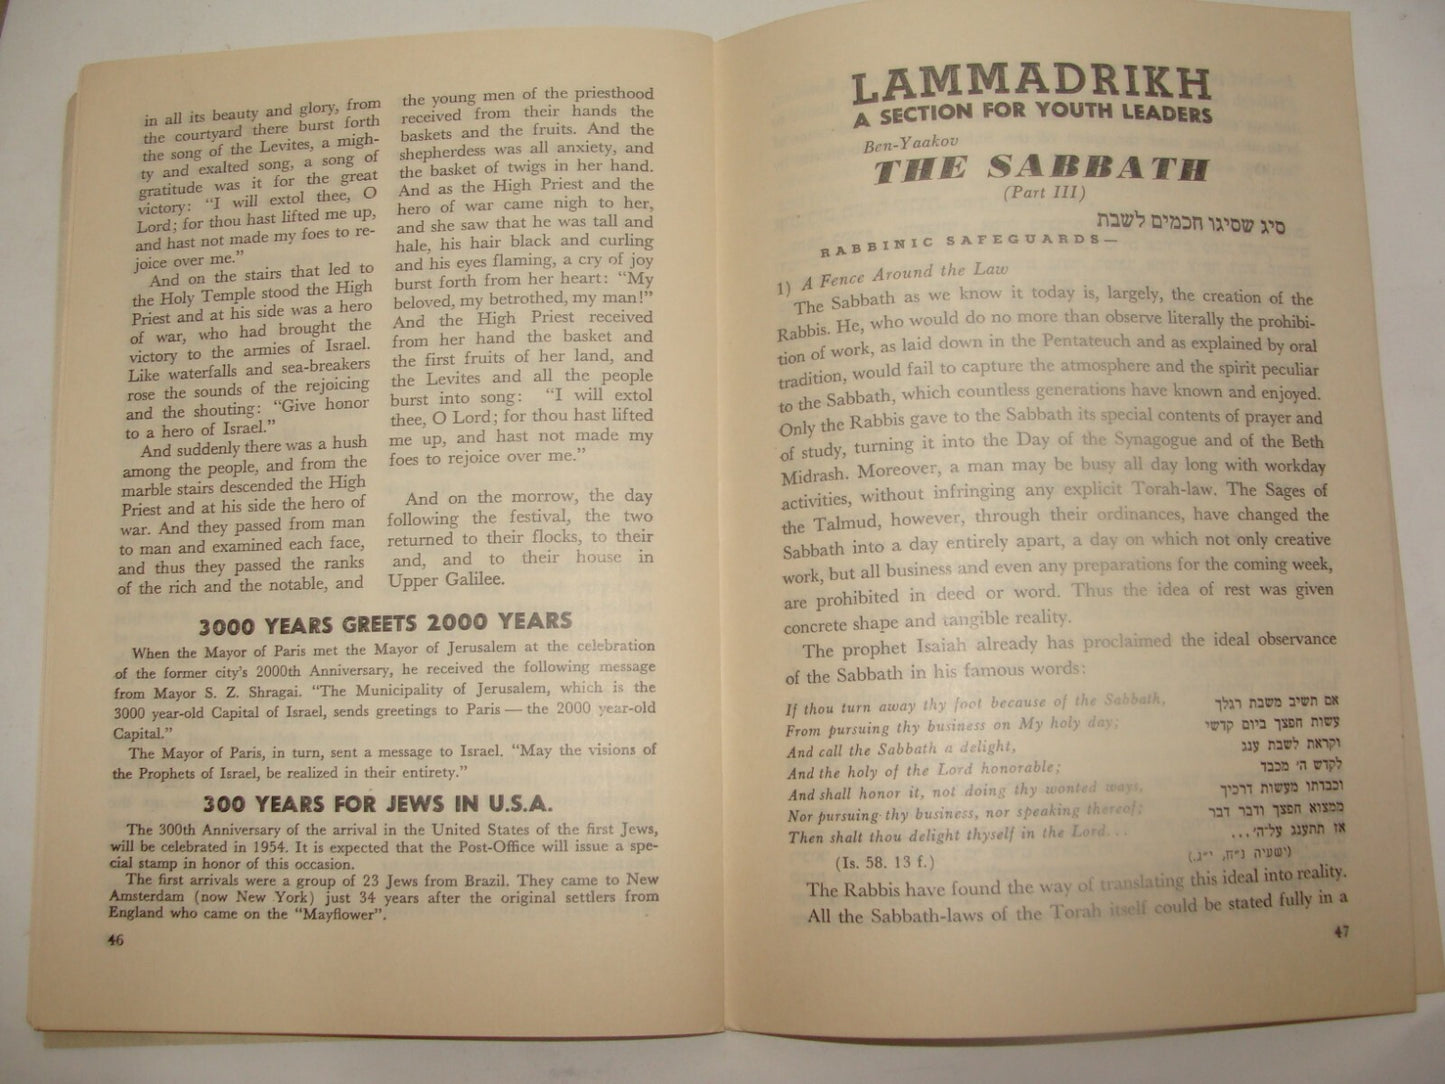 in all its beauty and glory, from
the courtyard there burst forth
the song of the Levites, a migh-
ty and exalted song, a song of
gratitude was it for the great
victory: "I will extol thee, O
Lord; for thou hast lifted me up,
and hast not made my foes to re-
joice over me."
And on the stairs that led to
the Holy Temple stood the High
Priest and at his side was a hero
of war, who had brought the
victory to the armies of Israel.
Like waterfalls and sea-breakers
rose the sounds of the rejoicing
and the shouting: "Give honor
to a hero of Israel."
And suddenly there was a hush
among the people, and from the
marble stairs descended the High
Priest and at his side the hero of
war. And they passed from man
to man and examined each face,
and thus they passed the ranks
of the rich and the notable, and
the young men of the priesthood
received from their hands the
baskets and the fruits. And the
shepherdess was all anxiety, and
the basket of twigs in her hand.
And as the High Priest and the
hero of war came nigh to her,
and she saw that he was tall and
hale, his hair black and curling
and his eyes flaming, a cry of joy
burst forth from her heart: "My
beloved, my betrothed, my man!"
And the High Priest received
from her hand the basket and
the first fruits of her land, and
the Levites and all the people
burst into song: "I will extol
thee, O Lord; for thou hast lifted
me up, and hast not made my
foes to rejoice over me."
And on the morrow, the day
following the festival, the two
returned to their flocks, to their
and, and to their house in
Upper Galilee.
3000 YEARS GREETS 2000 YEARS
When the Mayor of Paris met the Mayor of Jerusalem at the celebration
of the former city's 2000th Anniversary, he received the following message
from Mayor S. Z. Shragai. "The Municipality of Jerusalem, which is the
3000 year-old Capital of Israel, sends greetings to Paris — the 2000 year-old
Capital."
The Mayor of Paris, in turn, sent a message to Israel. "May the visions of
the Prophets of Israel, be realized in their entirety."
300 YEARS FOR JEWS IN U.S.A.
The 300th Anniversary of the arrival in the United States of the first Jews,
will be celebrated in 1954. It is expected that the Post-Office will issue a spe-
cial stamp in honor of this occasion.
The first arrivals were a group of 23 Jews from Brazil. They came to New
Amsterdam (now New York) just 34 years after the original settlers from
England who came on the "Mayflower".
46
LAMMADRIKH
A SECTION FOR YOUTH LEADERS
Ben-Yaakov
THE SABBATH
(Part III)
סיג שסיגו חכמים לשבת
RABBINIC SAFEGUARDS—
1) A Fence Around the Law
The Sabbath as we know it today is, largely, the creation of the
Rabbis. He, who would do no more than observe literally the prohibi-
tion of work, as laid down in the Pentateuch and as explained by oral
tradition, would fail to capture the atmosphere and the spirit peculiar
to the Sabbath, which countless generations have known and enjoyed.
Only the Rabbis gave to the Sabbath its special contents of prayer and
of study, turning it into the Day of the Synagogue and of the Beth
Midrash. Moreover, a man may be busy all day long with workday
activities, without infringing any explicit Torah-law. The Sages of
the Talmud, however, through their ordinances, have changed the
Sabbath into a day entirely apart, a day on which not only creative
work, but all business and even any preparations for the coming week,
are prohibited in deed or word. Thus the idea of rest was given
concrete shape and tangible reality.
The prophet Isaiah already has proclaimed the ideal observance
of the Sabbath in his famous words:
If thou turn away thy foot because of the Sabbath, אם תשיב משבת רגלך
From pursuing thy business on My holy day; עשות חפצך ביום קדשי
And call the Sabbath a delight, וקראת לשבת ענג
And the holy of the Lord honorable; לקדש ה' מכבד
And shall honor it, not doing thy wonted ways, וכבדתו מעשות דרכיך
Nor pursuing thy business, nor speaking thereof; ממצוא חפצך ודבר דבר
Then shalt thou delight thyself in the Lord... אז תתענג על־ה'...
(Is. 58. 13 f.) (ישעיה נ"ח, י"ג.)
The Rabbis have found the way of translating this ideal into reality.
All the Sabbath-laws of the Torah itself could be stated fully in a
47